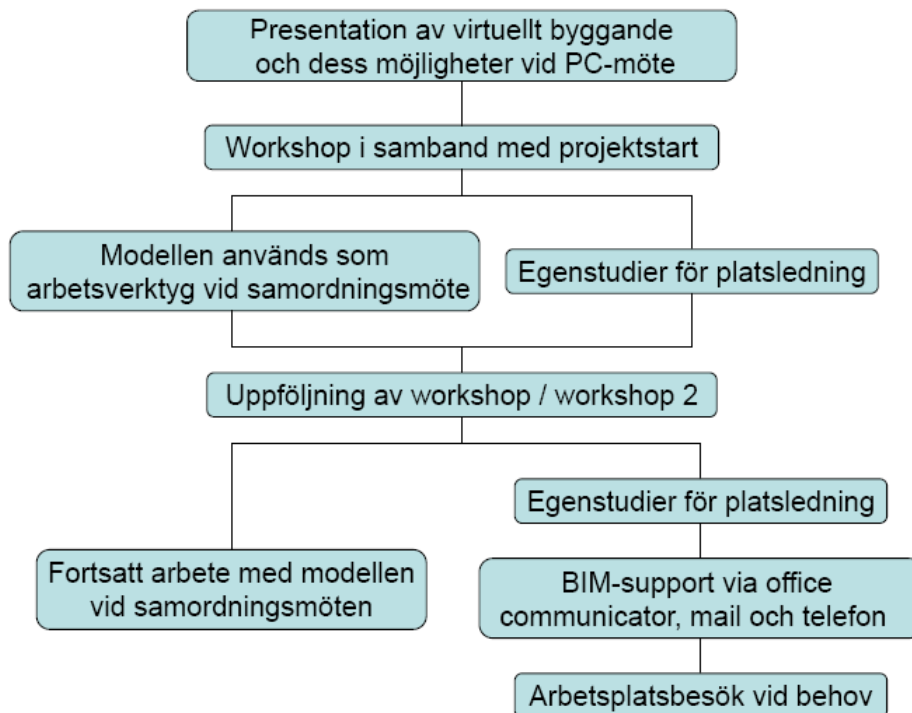 Presentation av virtuellt byggande
och dess möjligheter vid PC-möte
Workshop i samband med projektstart
Modellen används som
arbetsverktyg vid samordningsmöte
Egenstudier för platsledning
Uppföljning av workshop / workshop 2
Egenstudier för platsledning
Fortsatt arbete med modellen
vid samordningsmöten
BIM-support via office
communicator, mail och telefon
Arbetsplatsbesök vid behov